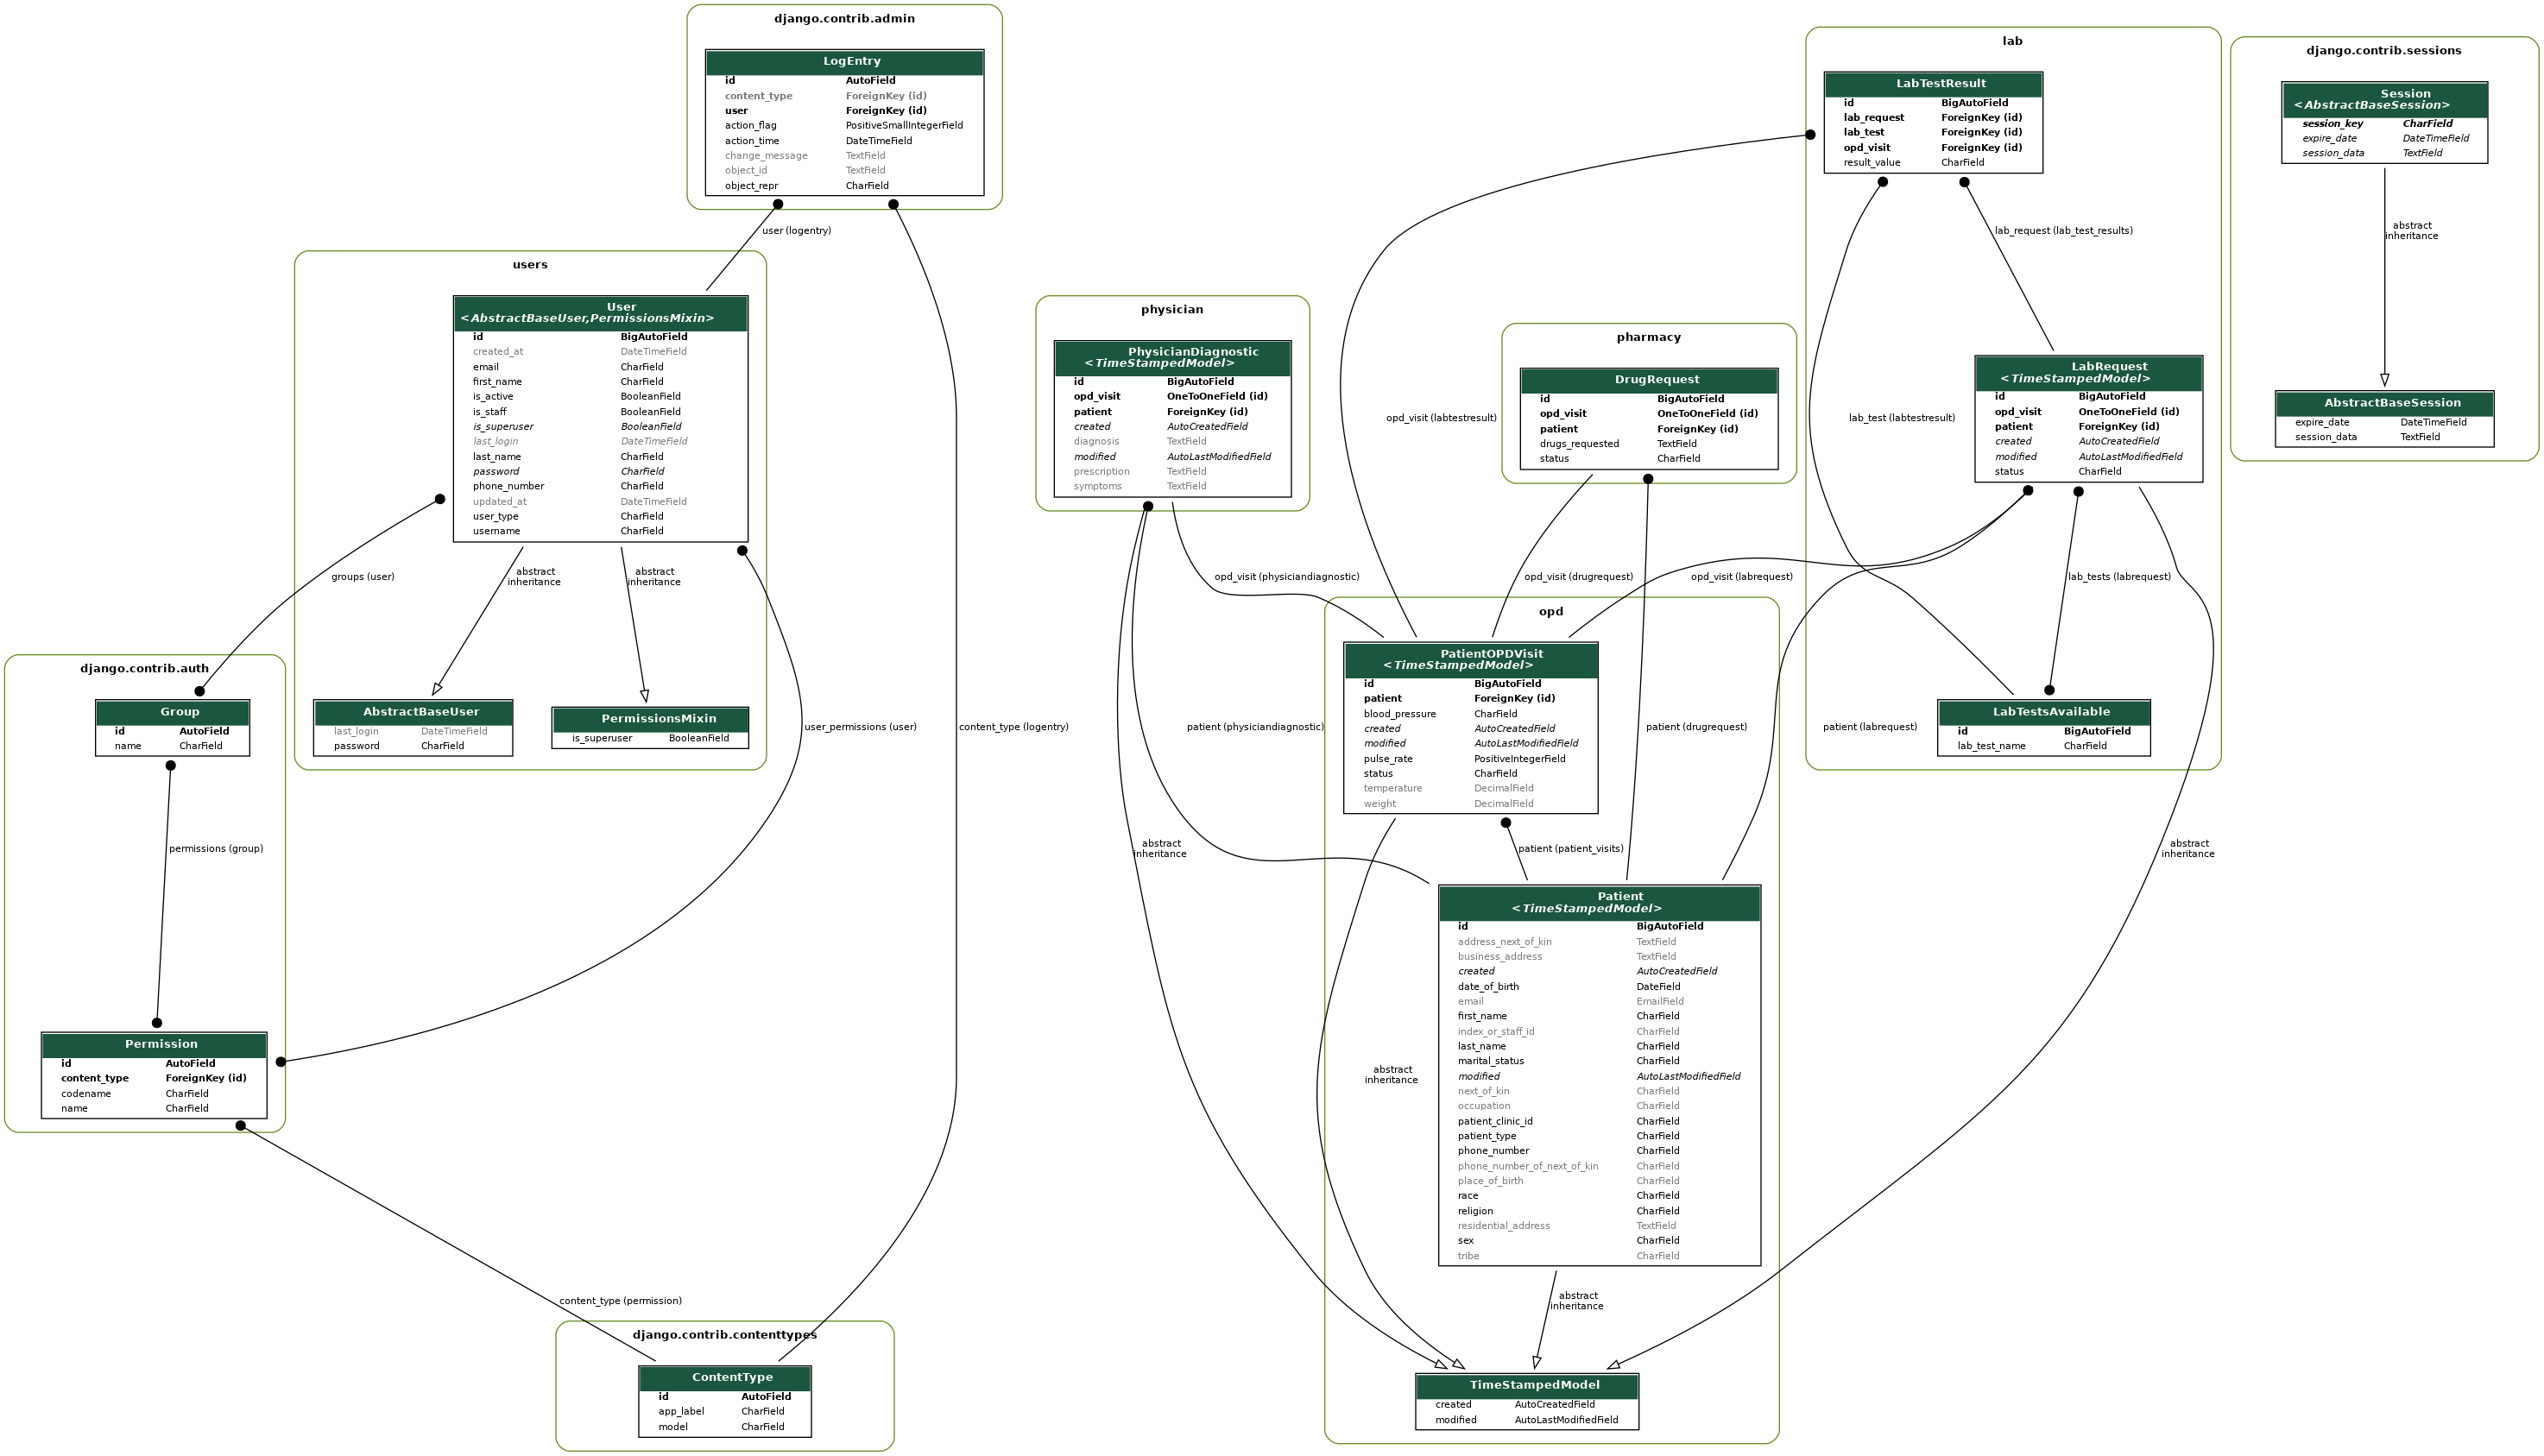 django.contrib.admin
LogEntry
id AutoField
content_type ForeignKey (id)
user ForeignKey (id)
action_flag PositiveSmallIntegerField
action_time DateTimeField
change_message TextField
object_id TextField
object_repr CharField
user (logentry)
content_type (logentry)
users
User
<AbstractBaseUser,PermissionsMixin>
id BigAutoField
created_at DateTimeField
email CharField
first_name CharField
is_active BooleanField
is_staff BooleanField
is_superuser BooleanField
last_login DateTimeField
last_name CharField
password CharField
phone_number CharField
updated_at DateTimeField
user_type CharField
username CharField
groups (user)
abstract
inheritance
abstract
inheritance
user_permissions (user)
AbstractBaseUser
last_login DateTimeField
password CharField
PermissionsMixin
is_superuser BooleanField
django.contrib.auth
Group
id AutoField
name CharField
permissions (group)
Permission
id AutoField
content_type ForeignKey (id)
codename CharField
name CharField
content_type (permission)
django.contrib.contenttypes
ContentType
id AutoField
app_label CharField
model CharField
physician
PhysicianDiagnostic
<TimeStampedModel>
id BigAutoField
opd_visit OneToOneField (id)
patient ForeignKey (id)
created AutoCreatedField
diagnosis TextField
modified AutoLastModifiedField
prescription TextField
symptoms TextField
opd_visit (physiciandiagnostic)
patient (physiciandiagnostic)
abstract
inheritance
pharmacy
DrugRequest
id BigAutoField
opd_visit OneToOneField (id)
patient ForeignKey (id)
drugs_requested TextField
status CharField
opd_visit (drugrequest)
patient (drugrequest)
lab
LabTestResult
id BigAutoField
lab_request ForeignKey (id)
lab_test ForeignKey (id)
opd_visit ForeignKey (id)
result_value CharField
lab_request (lab_test_results)
opd_visit (labtestresult)
lab_test (labtestresult)
LabRequest
<TimeStampedModel>
id BigAutoField
opd_visit OneToOneField (id)
patient ForeignKey (id)
created AutoCreatedField
modified AutoLastModifiedField
status CharField
opd_visit (labrequest)
lab_tests (labrequest)
patient (labrequest)
abstract
inheritance
LabTestsAvailable
id BigAutoField
lab_test_name CharField
opd
PatientOPDVisit
<TimeStampedModel>
id BigAutoField
patient ForeignKey (id)
blood_pressure CharField
created AutoCreatedField
modified AutoLastModifiedField
pulse_rate PositiveIntegerField
status CharField
temperature DecimalField
weight DecimalField
patient (patient_visits)
abstract
inheritance
Patient
<TimeStampedModel>
id BigAutoField
address_next_of_kin TextField
business_address TextField
created AutoCreatedField
date_of_birth DateField
email EmailField
first_name CharField
index_or_staff_id CharField
last_name CharField
marital_status CharField
modified AutoLastModifiedField
next_of_kin CharField
occupation CharField
patient_clinic_id CharField
patient_type CharField
phone_number CharField
phone_number_of_next_of_kin CharField
place_of_birth CharField
race CharField
religion CharField
residential_address TextField
sex CharField
tribe CharField
abstract
inheritance
TimeStampedModel
created AutoCreatedField
modified AutoLastModifiedField
django.contrib.sessions
Session
<AbstractBaseSession>
session_key CharField
expire_date DateTimeField
session_data TextField
abstract
inheritance
AbstractBaseSession
expire_date DateTimeField
session_data TextField